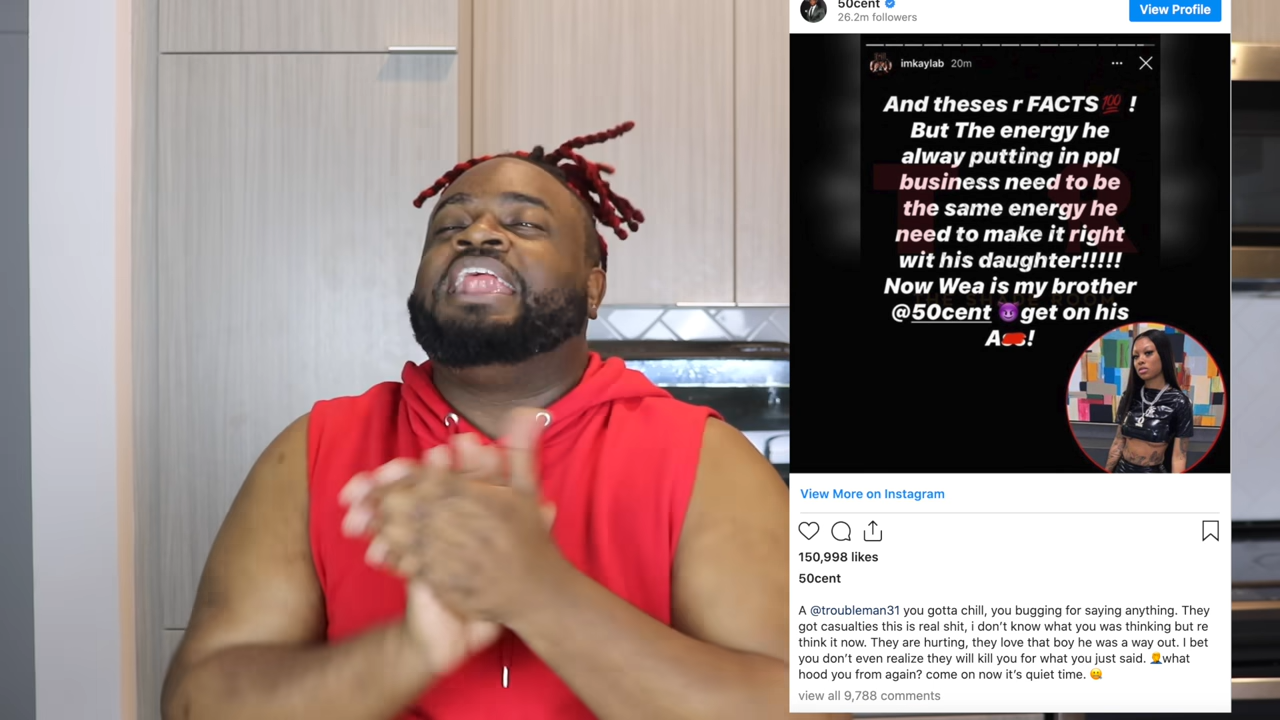 50cent
26.2m followers
View Profile
imkaylab 20m
And theses r FACTS💯 !
But The energy he
alway putting in ppl
business need to be
the same energy he
need to make it right
wit his daughter!!!!!
Now Wea is my brother
@50cent 😈get on his
A !
View More on Instagram
150,998 likes
50cent
A @troubleman31 you gotta chill, you bugging for saying anything. They
got casualties this is real shit, i don’t know what you was thinking but re
think it now. They are hurting, they love that boy he was a way out. I bet
you don’t even realize they will kill you for what you just said. 🤦‍♂️what
hood you from again? come on now it’s quiet time. 🤐
view all 9,788 comments